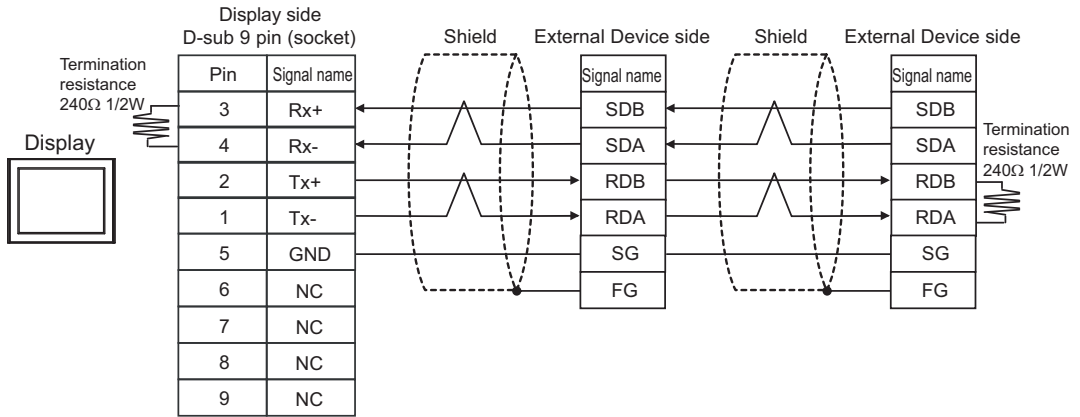 Display side
D-sub 9 pin (socket)
Shield
External Device side
Shield
External Device side
Termination
resistance
240Ω 1/2W
Display
Pin Signal name
3 Rx+
4 Rx-
2 Tx+
1 Tx-
5 GND
6 NC
7 NC
8 NC
9 NC
Signal name
SDB
SDA
RDB
RDA
SG
FG
Signal name
SDB
SDA
RDB
RDA
SG
FG
Termination
resistance
240Ω 1/2W